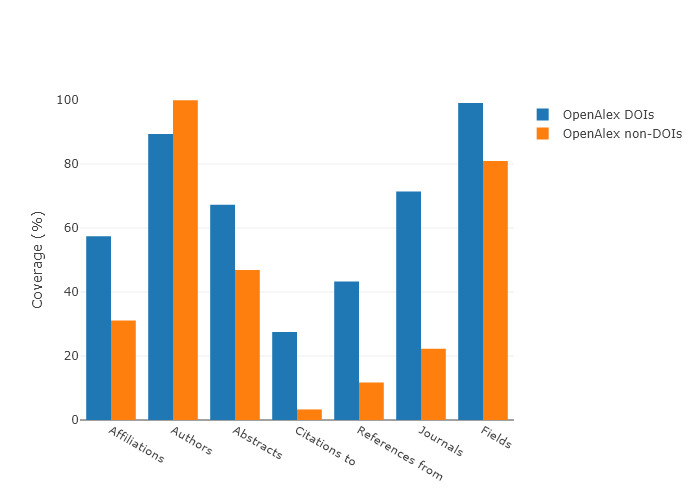 100
80
60
40
20
0
Coverage (%)
Affiliations
Authors
Abstracts
Citations to
References from
Journals
Fields
OpenAlex DOIs
OpenAlex non-DOIs